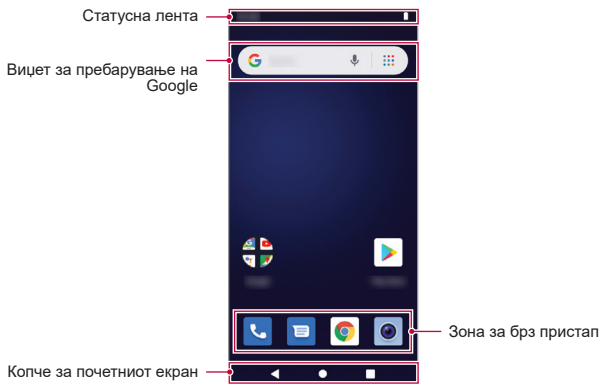 Статусна лента
Виџет за пребарување на
Google
Зона за брз пристап
Копче за почетниот екран